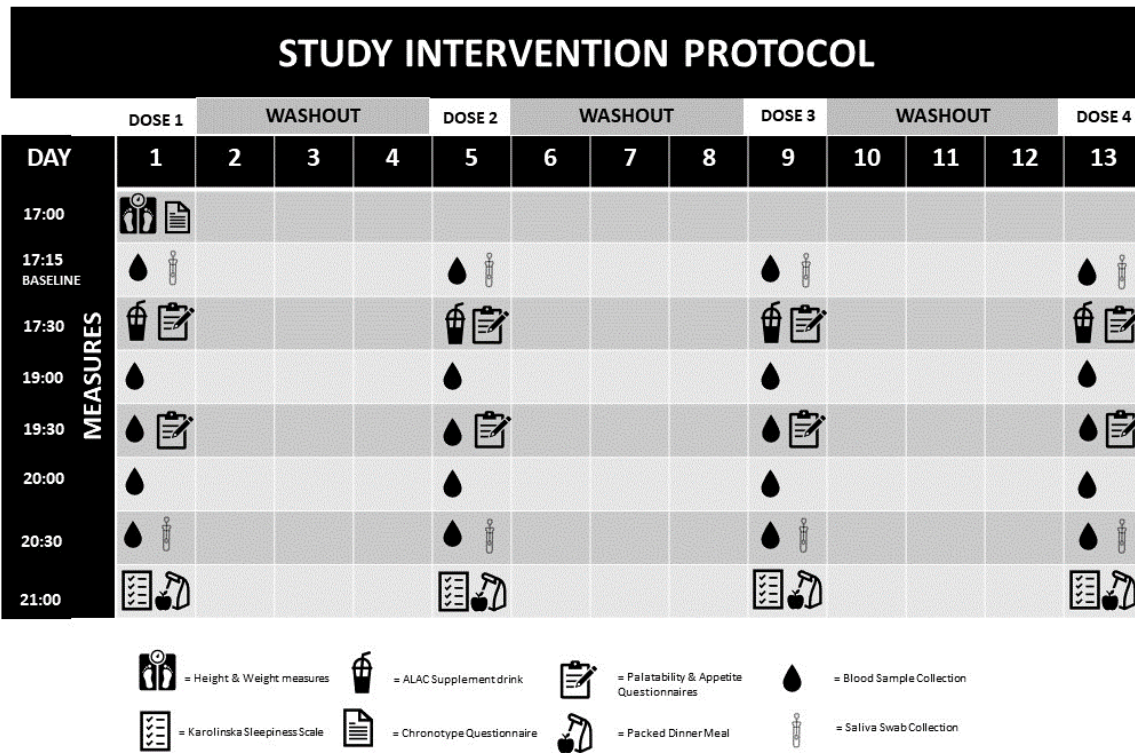 STUDY INTERVENTION PROTOCOL
DOSE 1 WASHOUT DOSE 2 WASHOUT DOSE 3 WASHOUT DOSE 4
DAY 1 2 3 4 5 6 7 8 9 10 11 12 13
MEASURES
17:00
17:15
BASELINE
17:30
19:00
19:30
20:00
20:30
21:00
= Height & Weight measures = ALAC Supplement drink = Palatability & Appetite
Questionnaires = Blood Sample Collection
= Karolinska Sleepiness Scale = Chronotype Questionnaire = Packed Dinner Meal = Saliva Swab Collection